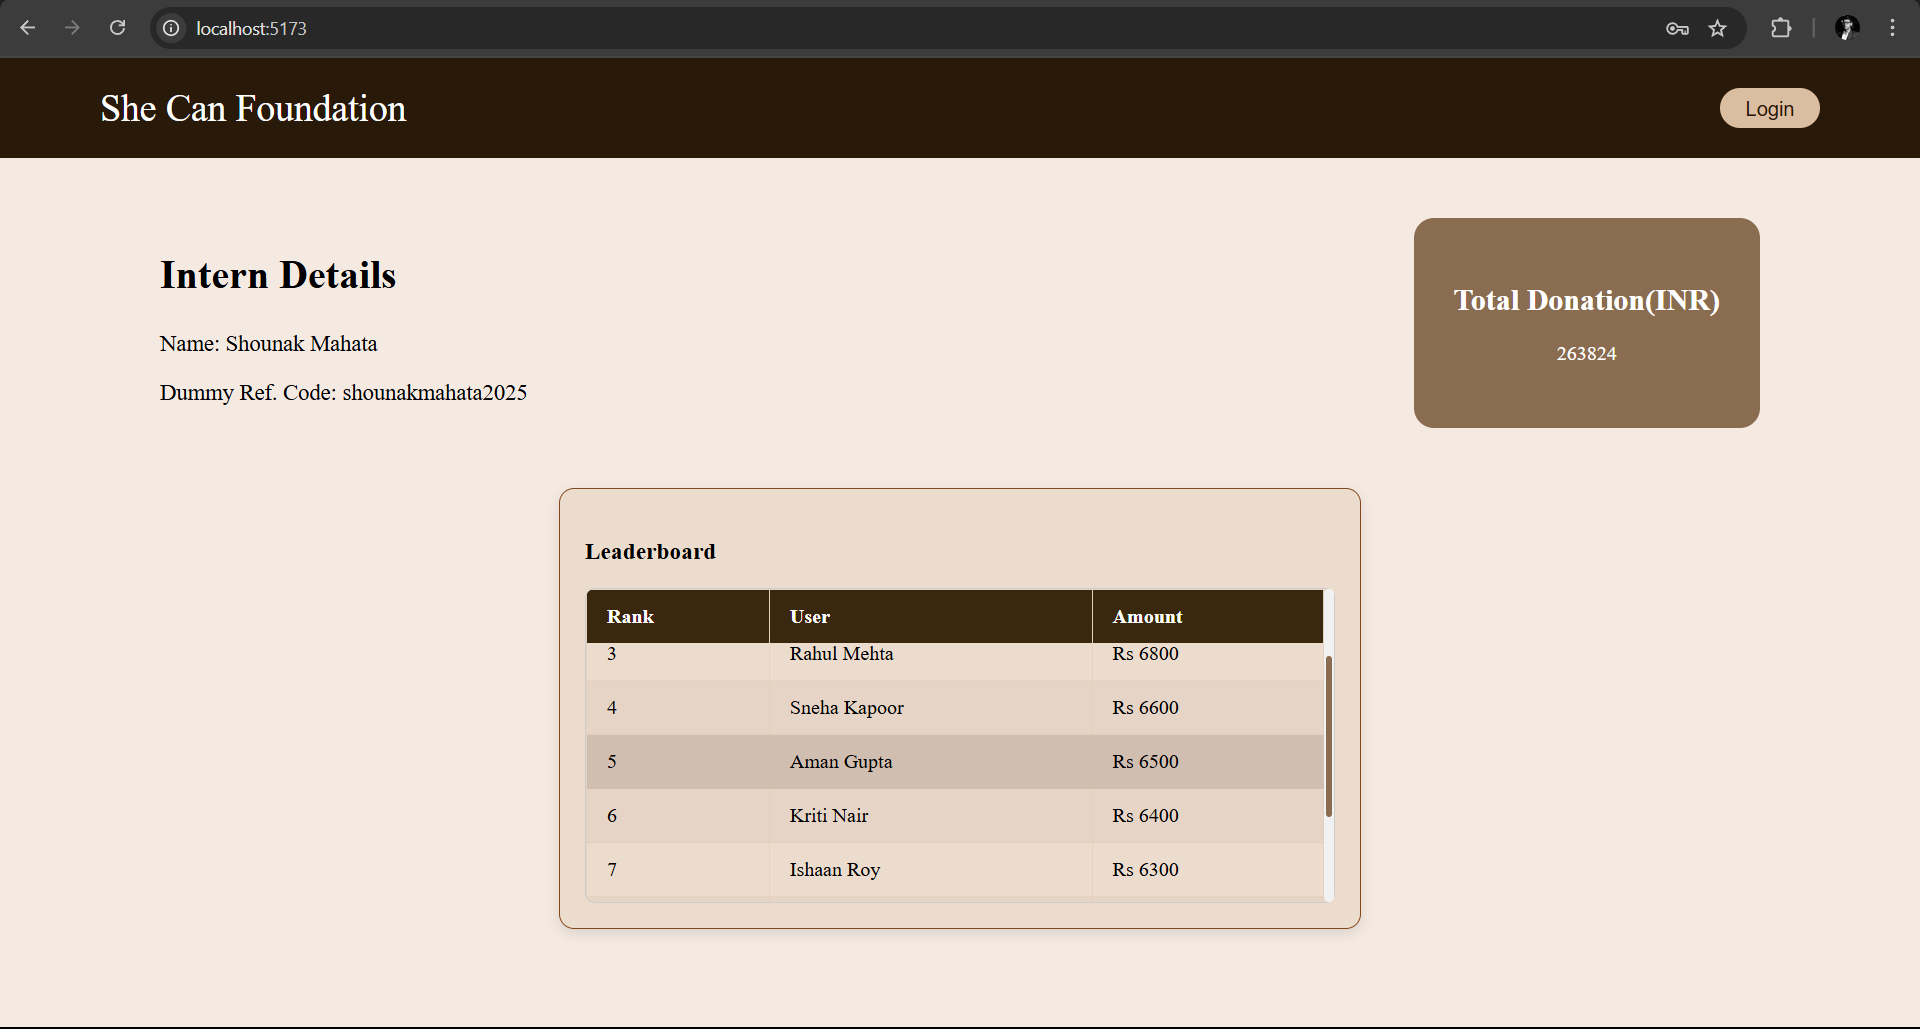 localhost:5173
She Can Foundation
Login
Intern Details
Name: Shounak Mahata
Dummy Ref. Code: shounakmahata2025
Total Donation(INR)
263824
Leaderboard
Rank User Amount
3 Rahul Mehta Rs 6800
4 Sneha Kapoor Rs 6600
5 Aman Gupta Rs 6500
6 Kriti Nair Rs 6400
7 Ishaan Roy Rs 6300